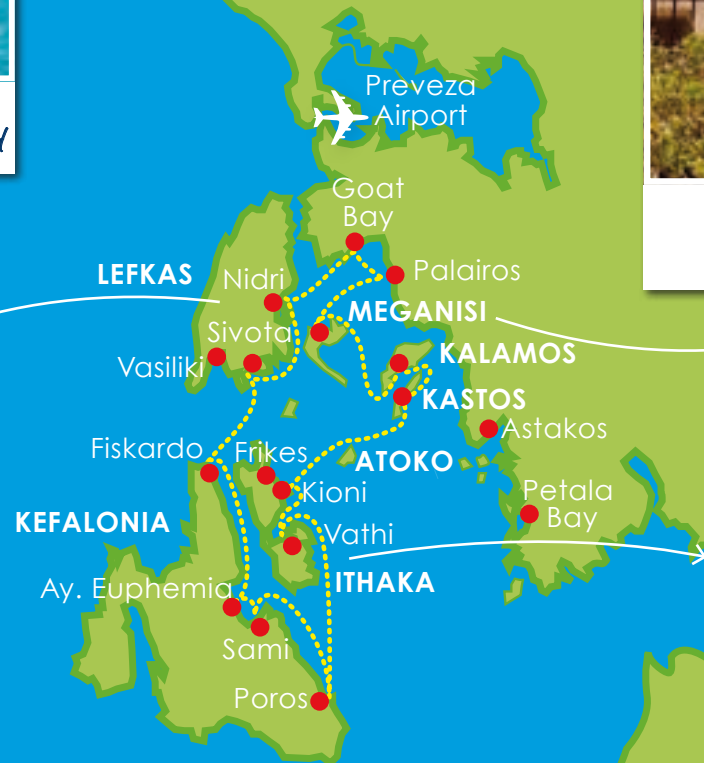 Preveza
Airport
Goat
Bay
LEFKAS
Nidri
Palairos
MEGANISI
Sivota
Vasiliki
KALAMOS
KASTOS
Astakos
Fiskardo
Frikes
ATOKO
Kioni
Petala
Bay
KEFALONIA
Vathi
ITHAKA
Ay. Euphemia
Sami
Poros